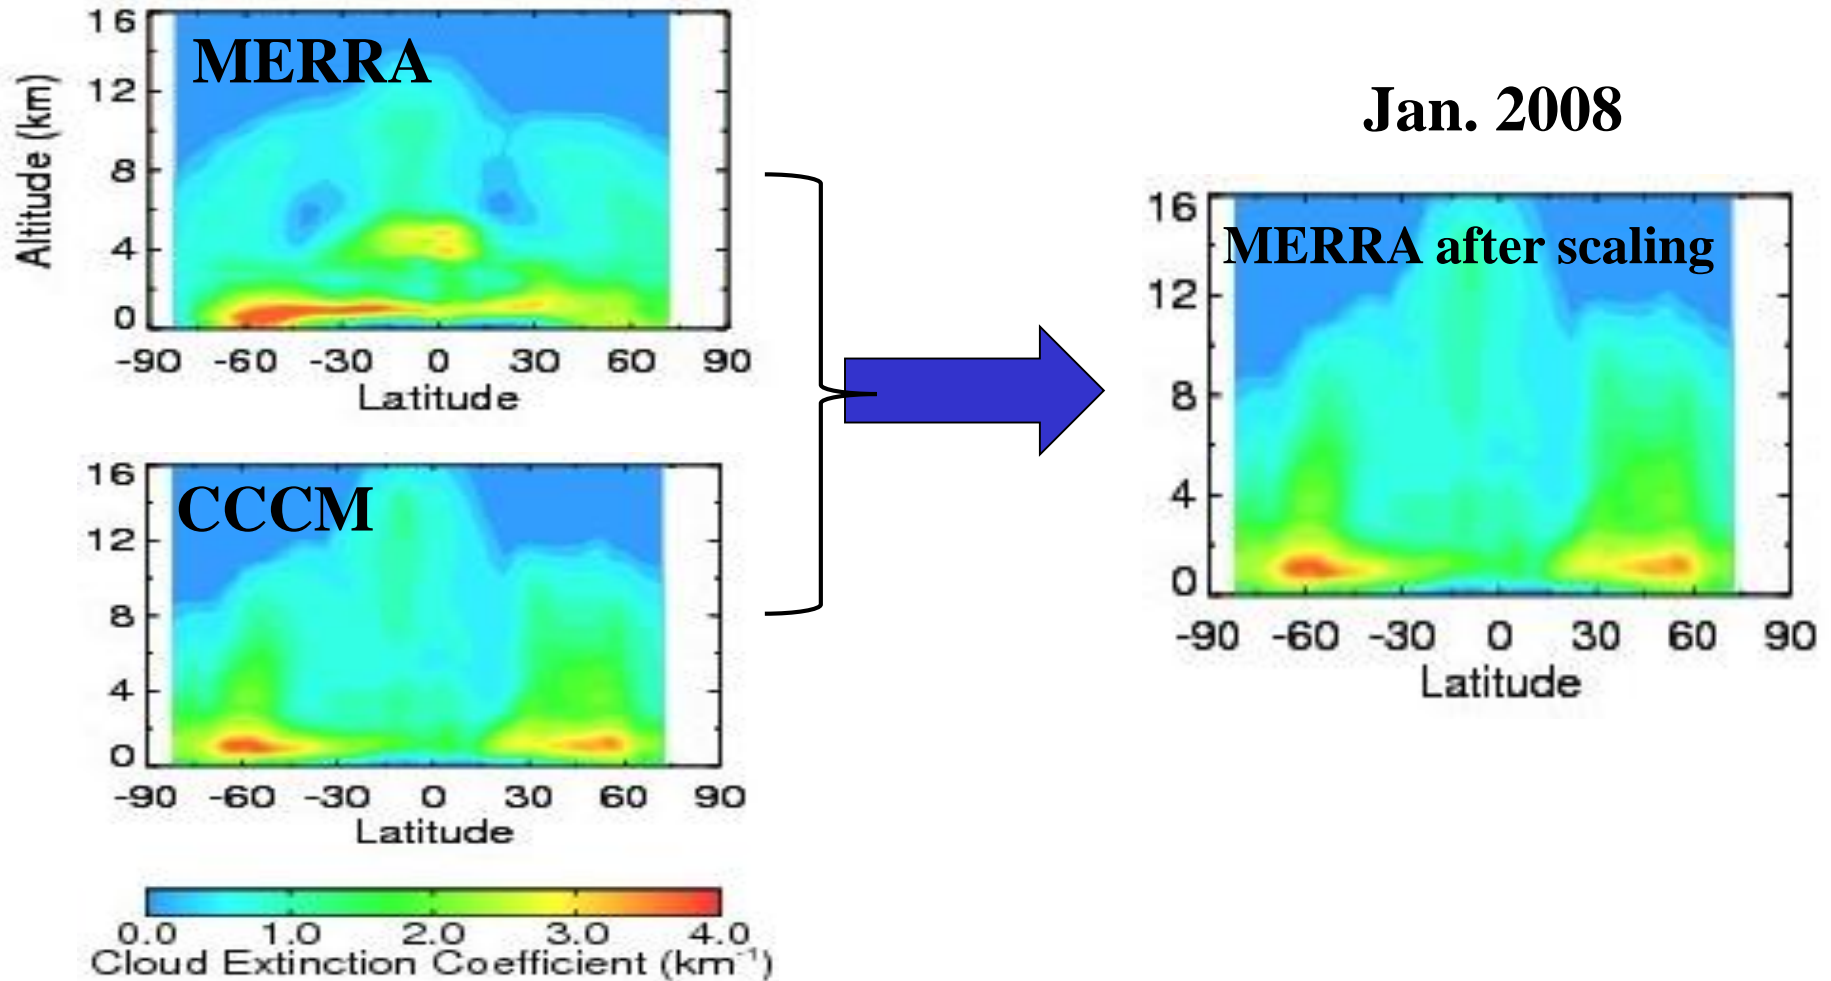 MERRA
16
12
8
4
0
Altitude (km)
-90 -60 -30 0 30 60 90
Latitude
CCCM
16
12
8
4
0
-90 -60 -30 0 30 60 90
Latitude
0.0 1.0 2.0 3.0 4.0
Cloud Extinction Coefficient (km⁻¹)
Jan. 2008
MERRA after scaling
16
12
8
4
0
-90 -60 -30 0 30 60 90
Latitude